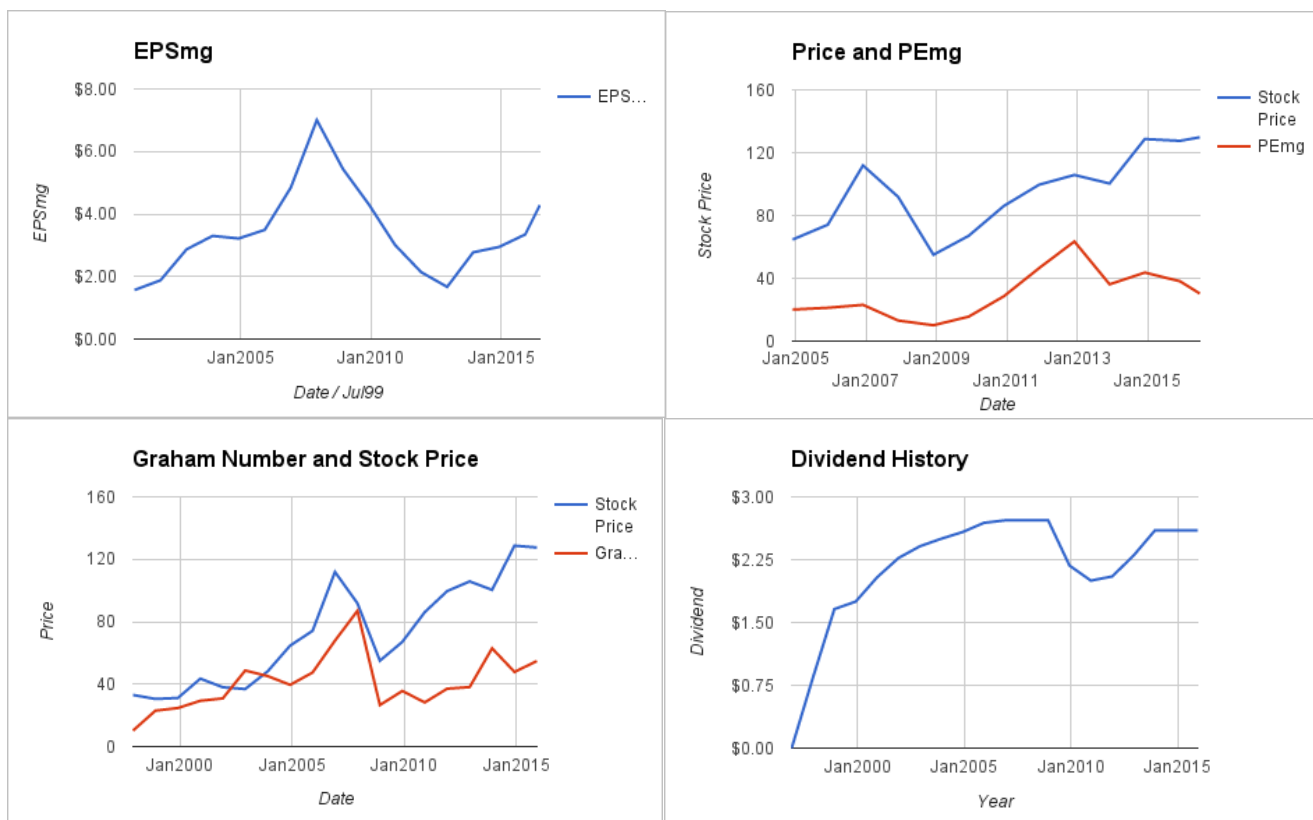 EPSmg
$8.00
$6.00
$4.00
$2.00
$0.00
EPSmg
Jan2005 Jan2010 Jan2015
Date / Jul99
EPS...
Price and PEmg
160
120
80
40
0
Stock Price
Jan2005 Jan2009 Jan2013
Jan2007 Jan2011 Jan2015
Date
Stock
Price
PEmg
Graham Number and Stock Price
160
120
80
40
0
Price
Jan2000 Jan2005 Jan2010 Jan2015
Date
Stock
Price
Gra...
Dividend History
$3.00
$2.25
$1.50
$0.75
$0.00
Dividend
Jan2000 Jan2005 Jan2010 Jan2015
Year